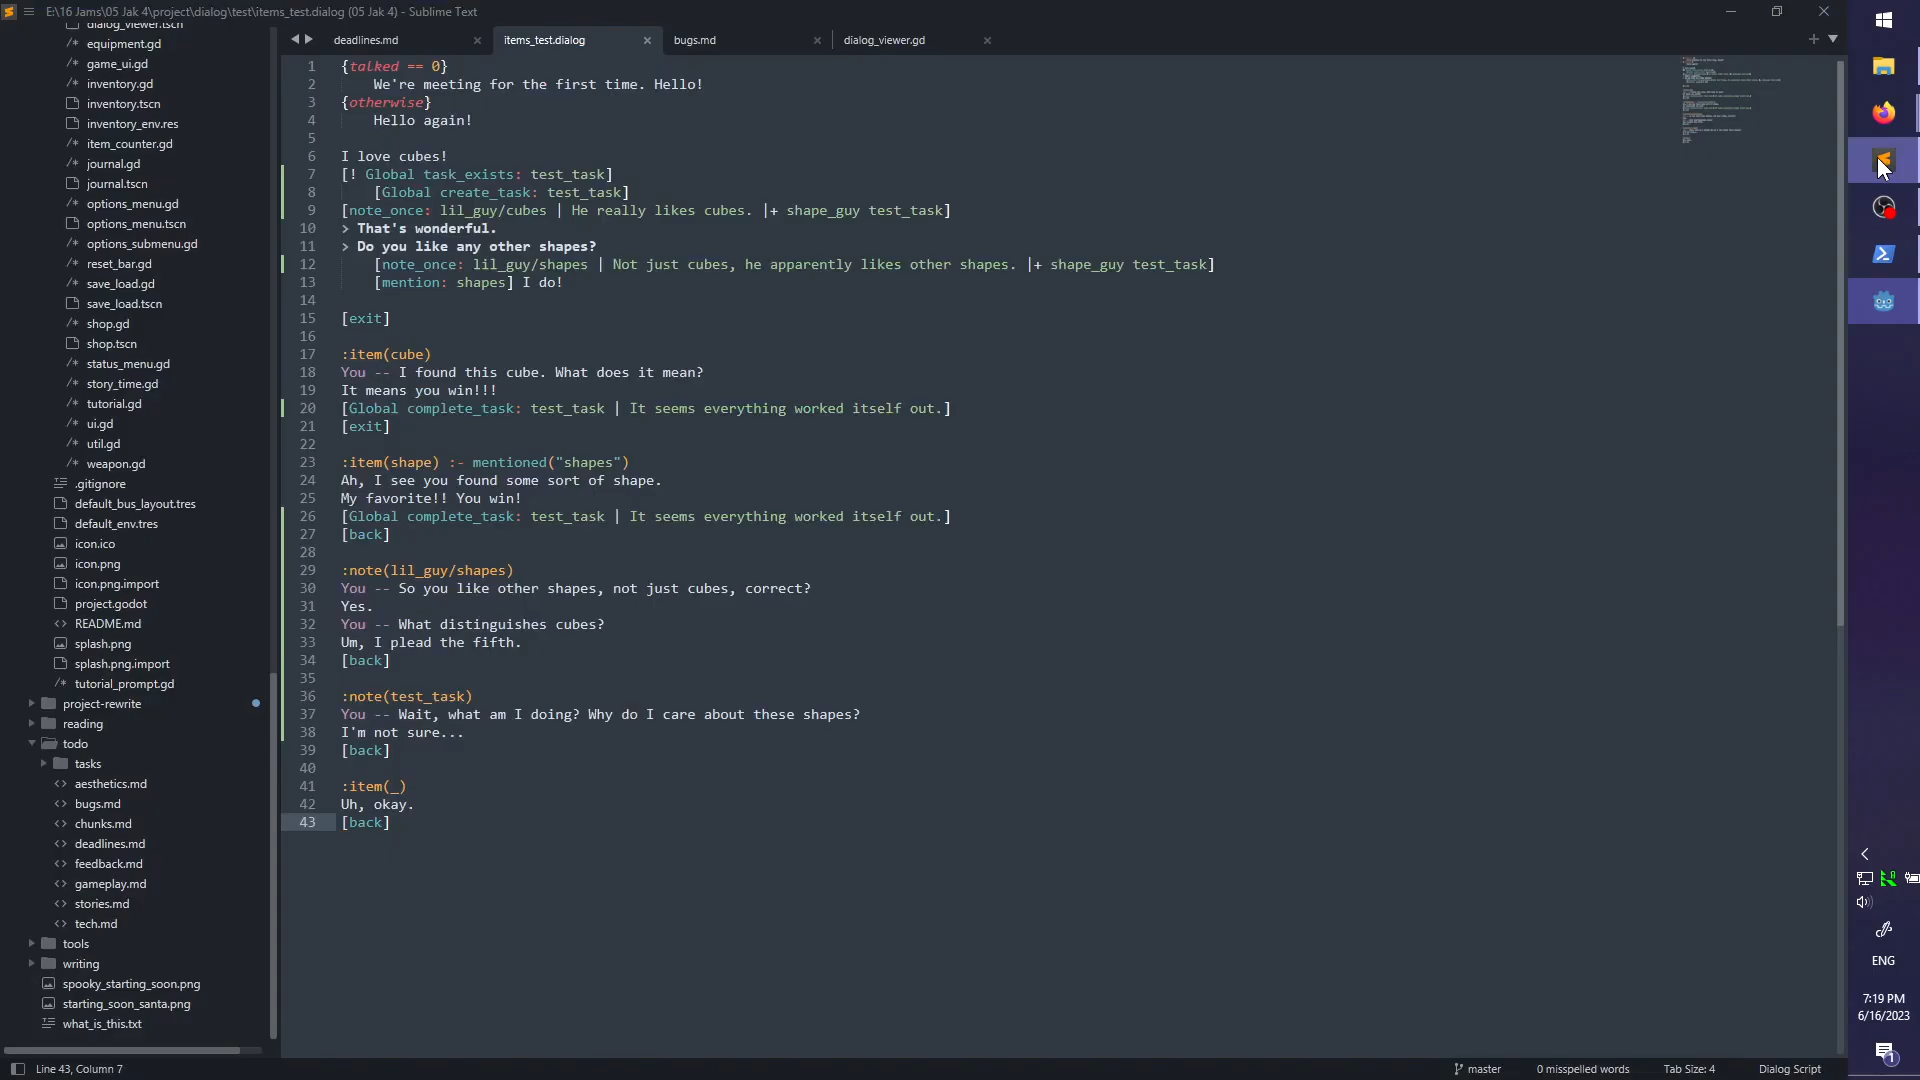 E:\16 Jams\05 Jak 4\project\dialog\test\items_test.dialog (05 Jak 4) - Sublime Text
dialog_viewer.tscn
equipment.gd
game_ui.gd
inventory.gd
inventory.tscn
inventory_env.res
item_counter.gd
journal.gd
journal.tscn
options_menu.gd
options_menu.tscn
options_submenu.gd
reset_bar.gd
save_load.gd
save_load.tscn
shop.gd
shop.tscn
status_menu.gd
story_time.gd
tutorial.gd
ui.gd
util.gd
weapon.gd
.gitignore
default_bus_layout.tres
default_env.tres
icon.ico
icon.png
icon.png.import
project.godot
README.md
splash.png
splash.png.import
tutorial_prompt.gd
project-rewrite
reading
todo
tasks
aesthetics.md
bugs.md
chunks.md
deadlines.md
feedback.md
gameplay.md
stories.md
tech.md
tools
writing
spooky_starting_soon.png
starting_soon_santa.png
what_is_this.txt
deadlines.md
items_test.dialog
bugs.md
dialog_viewer.gd
1 {talked == 0}
2 We're meeting for the first time. Hello!
3 {otherwise}
4 Hello again!
5
6 I love cubes!
7 [! Global task_exists: test_task]
8 [Global create_task: test_task]
9 [note_once: lil_guy/cubes | He really likes cubes. |+ shape_guy test_task]
10 > That's wonderful.
11 > Do you like any other shapes?
12 [note_once: lil_guy/shapes | Not just cubes, he apparently likes other shapes. |+ shape_guy test_task]
13 [mention: shapes] I do!
14
15 [exit]
16
17 :item(cube)
18 You -- I found this cube. What does it mean?
19 It means you win!!!
20 [Global complete_task: test_task | It seems everything worked itself out.]
21 [exit]
22
23 :item(shape) :- mentioned("shapes")
24 Ah, I see you found some sort of shape.
25 My favorite!! You win!
26 [Global complete_task: test_task | It seems everything worked itself out.]
27 [back]
28
29 :note(lil_guy/shapes)
30 You -- So you like other shapes, not just cubes, correct?
31 Yes.
32 You -- What distinguishes cubes?
33 Um, I plead the fifth.
34 [back]
35
36 :note(test_task)
37 You -- Wait, what am I doing? Why do I care about these shapes?
38 I'm not sure...
39 [back]
40
41 :item(_)
42 Uh, okay.
43 [back]
Line 43, Column 7
master
0 misspelled words
Tab Size: 4
Dialog Script
ENG
7:19 PM
6/16/2023
1